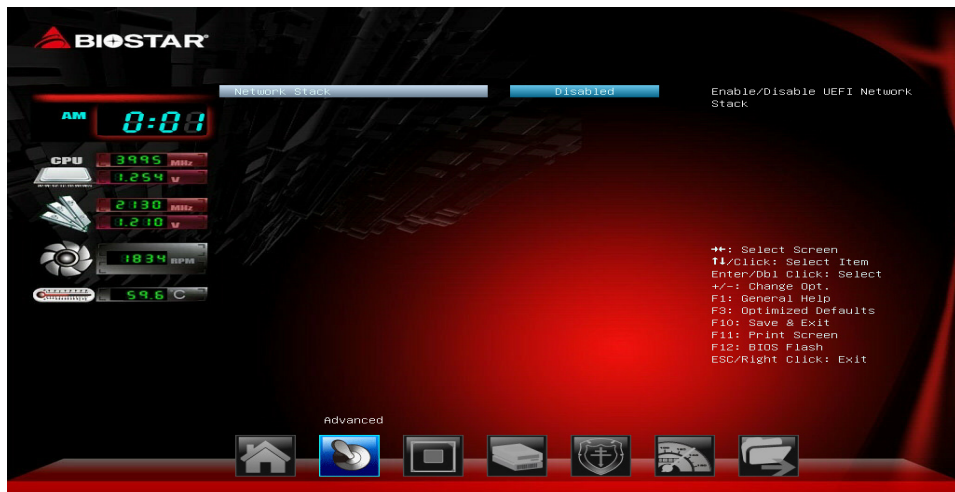 BIOSTAR
Network Stack
Disabled
Enable/Disable UEFI Network
Stack
AM
0:01
CPU
3995 MHz
1.254 V
2130 MHz
1.210 V
1834 RPM
59.6 °C
→←: Select Screen
↑↓/Click: Select Item
Enter/Dbl Click: Select
+/-: Change Opt.
F1: General Help
F3: Optimized Defaults
F10: Save & Exit
F11: Print Screen
F12: BIOS Flash
ESC/Right Click: Exit
Advanced